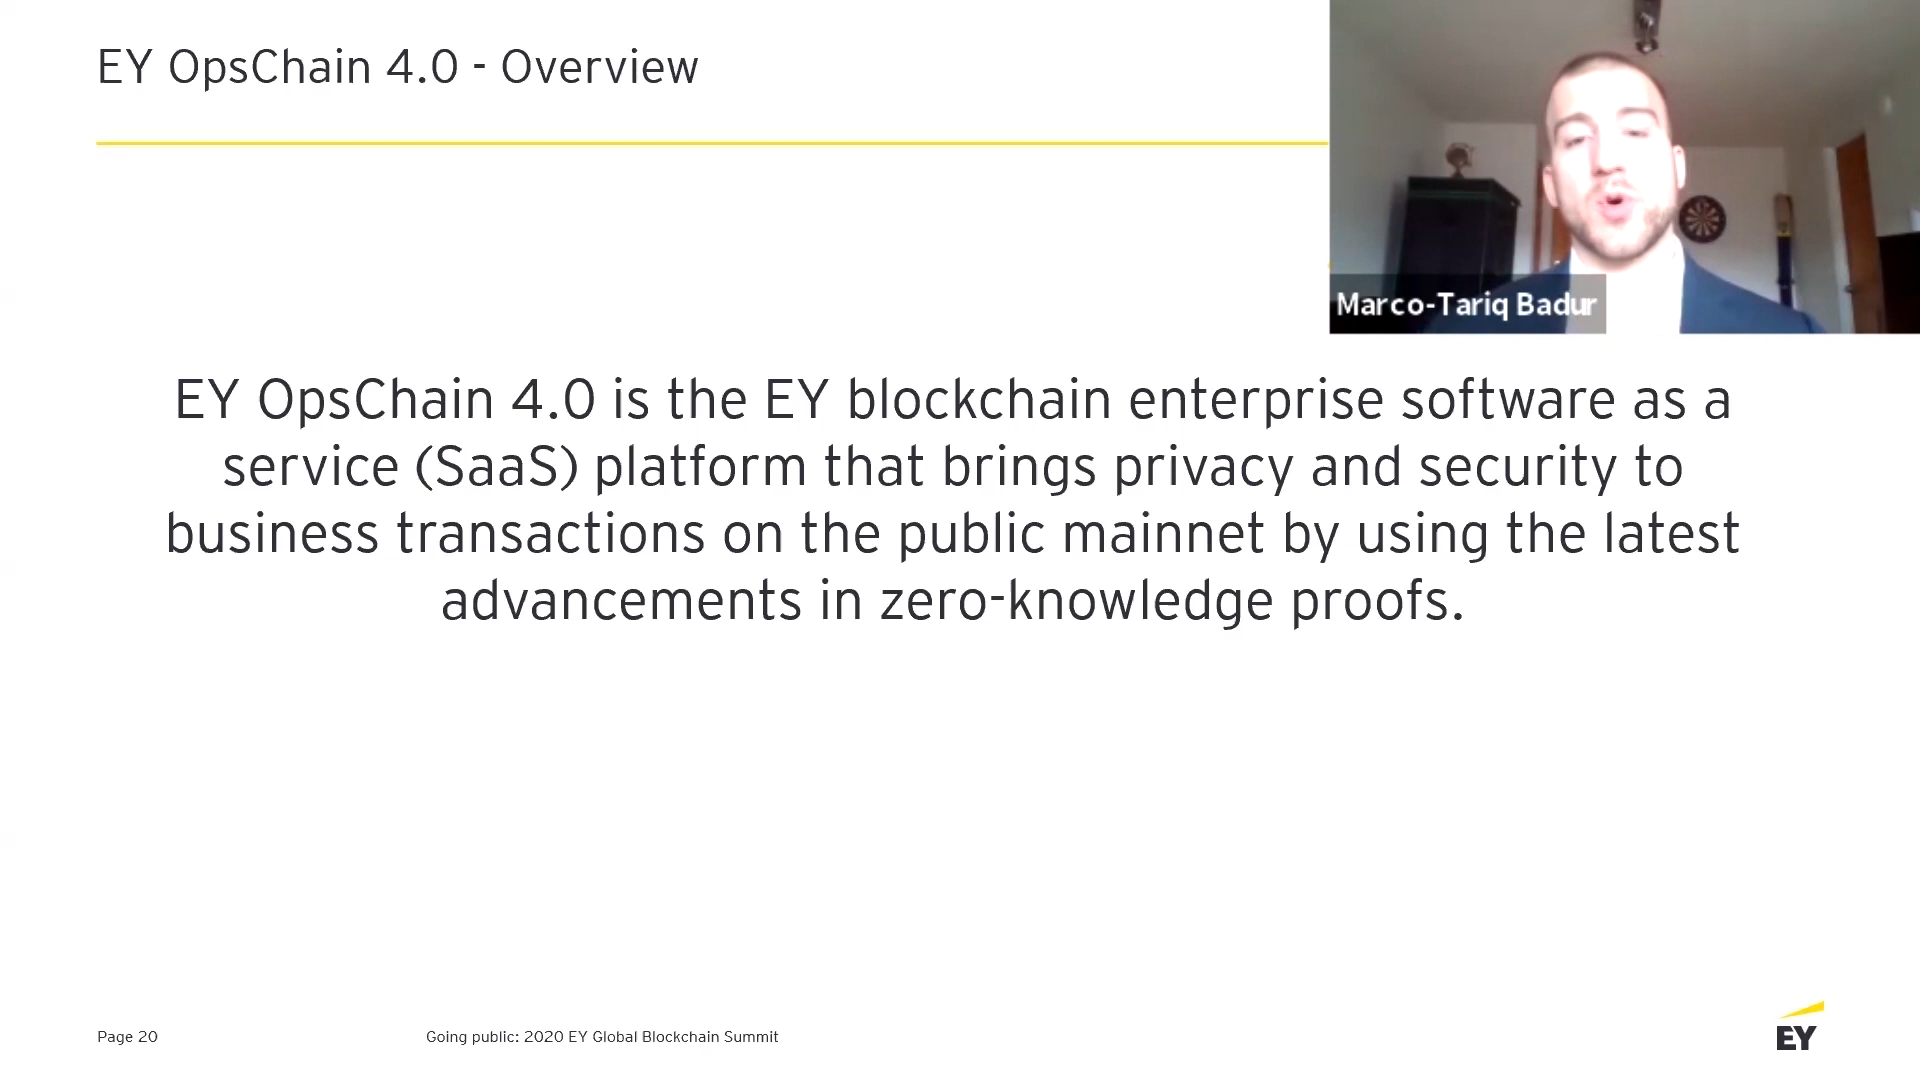 EY OpsChain 4.0 - Overview
Marco-Tariq Badur
EY OpsChain 4.0 is the EY blockchain enterprise software as a
service (SaaS) platform that brings privacy and security to
business transactions on the public mainnet by using the latest
advancements in zero-knowledge proofs.
Page 20
Going public: 2020 EY Global Blockchain Summit
EY